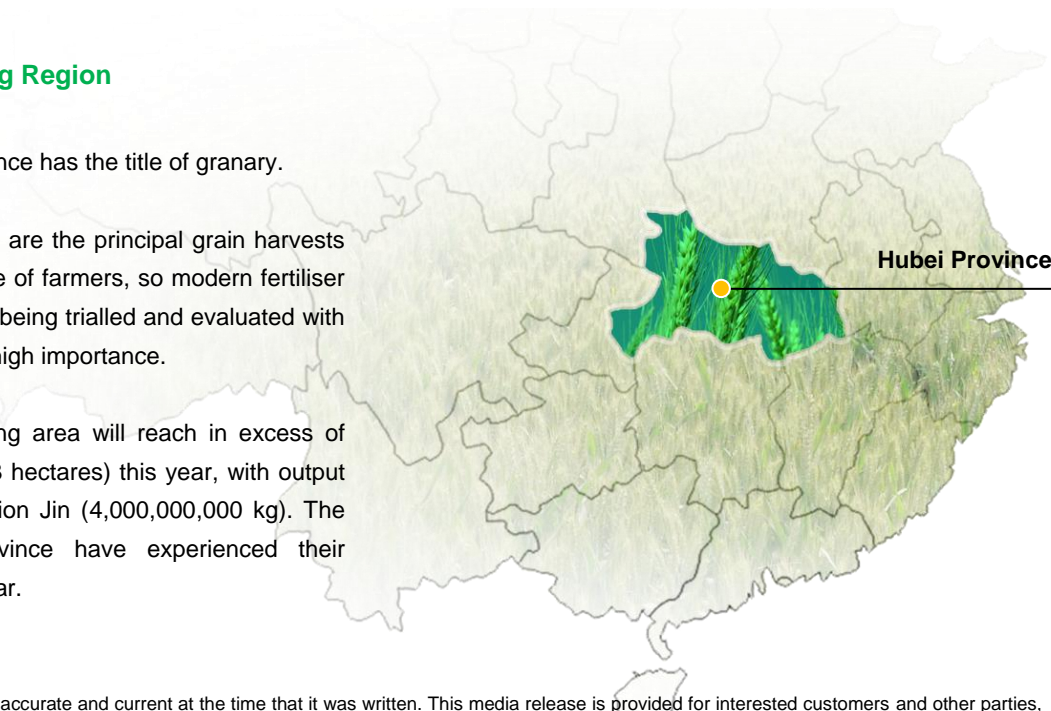 g Region
nce has the title of granary.
are the principal grain harvests
e of farmers, so modern fertiliser
being trialled and evaluated with
high importance.
ng area will reach in excess of
3 hectares) this year, with output
ion Jin (4,000,000,000 kg). The
vince have experienced their
ar.
Hubei Province
accurate and current at the time that it was written. This media release is provided for interested customers and other parties,